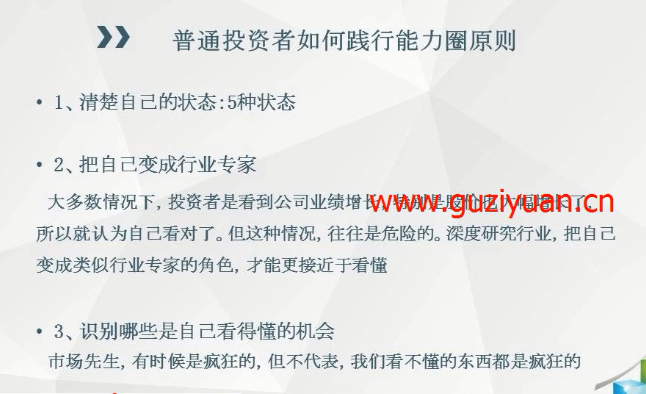 普通投资者如何践行能力圈原则
• 1、清楚自己的状态:5种状态
• 2、把自己变成行业专家
大多数情况下, 投资者是看到公司业绩增长,
www.guziyuan.cn
所以就认为自己看对了。但这种情况, 往往是危险的。深度研究行业, 把自己
变成类似行业专家的角色, 才能更接近于看懂
• 3、识别哪些是自己看得懂的机会
市场先生, 有时候是疯狂的, 但不代表, 我们看不懂的东西都是疯狂的